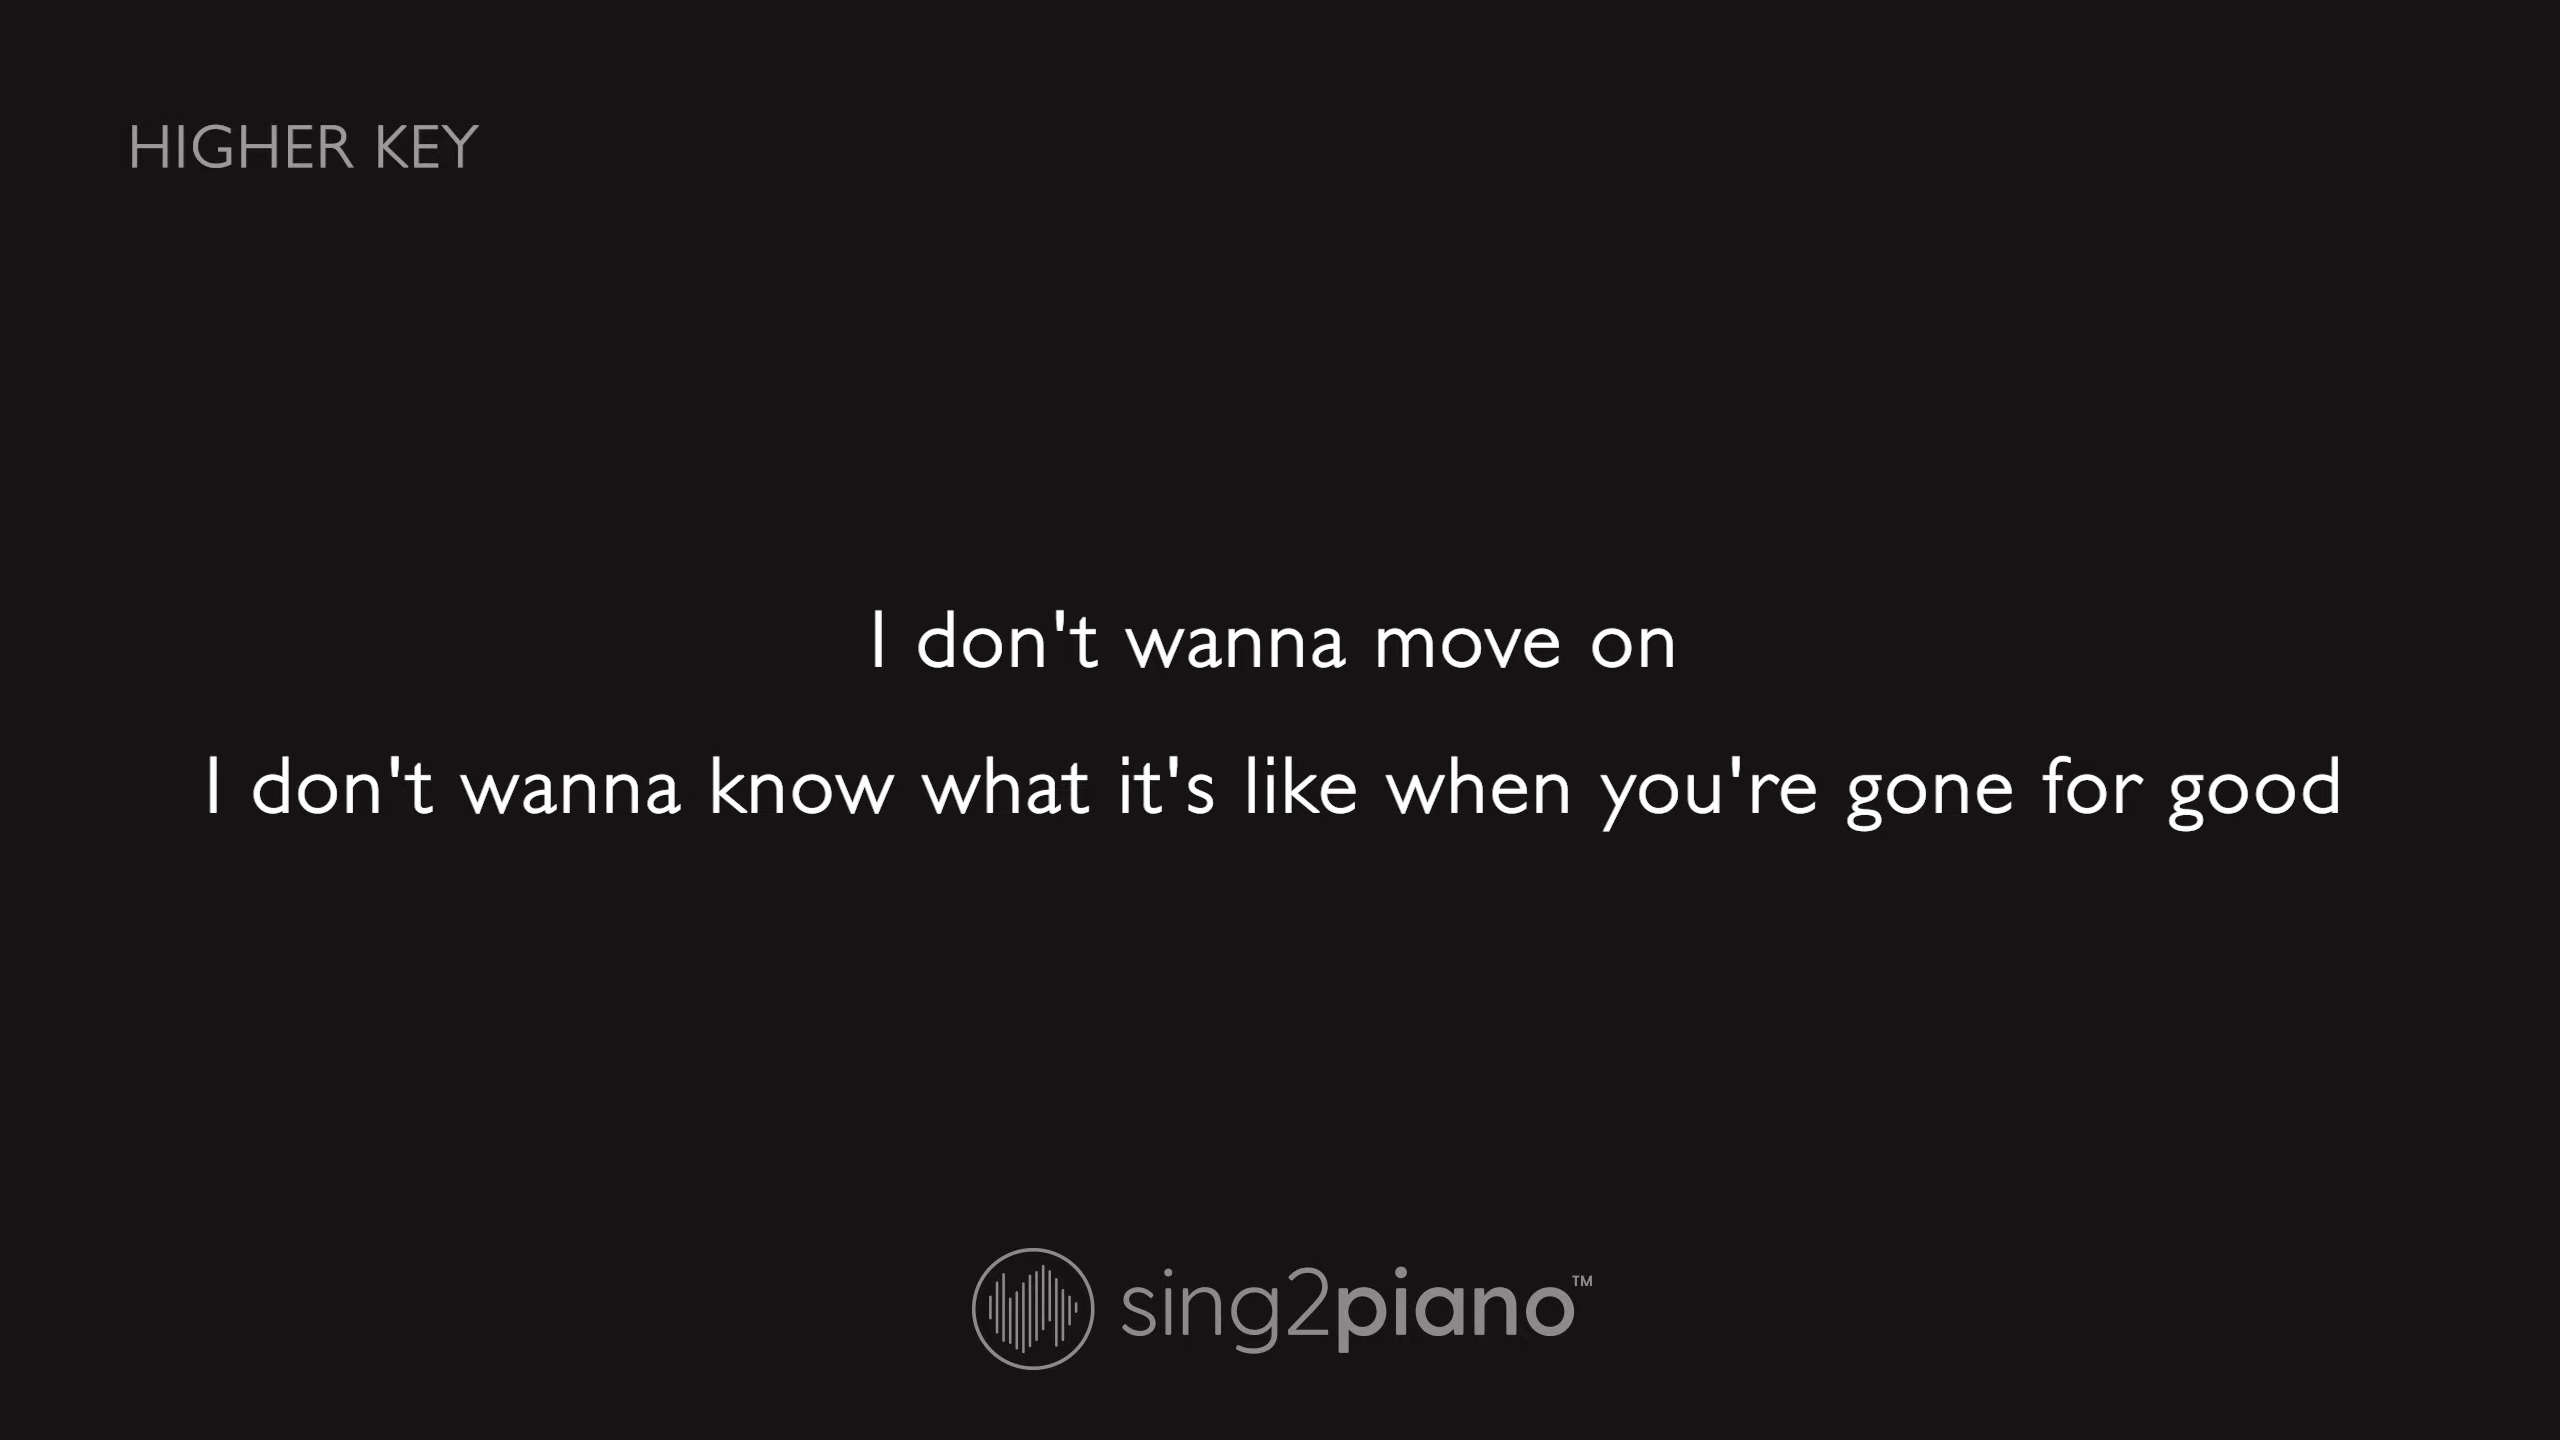 HIGHER KEY
I don't wanna move on
I don't wanna know what it's like when you're gone for good
sing2piano™